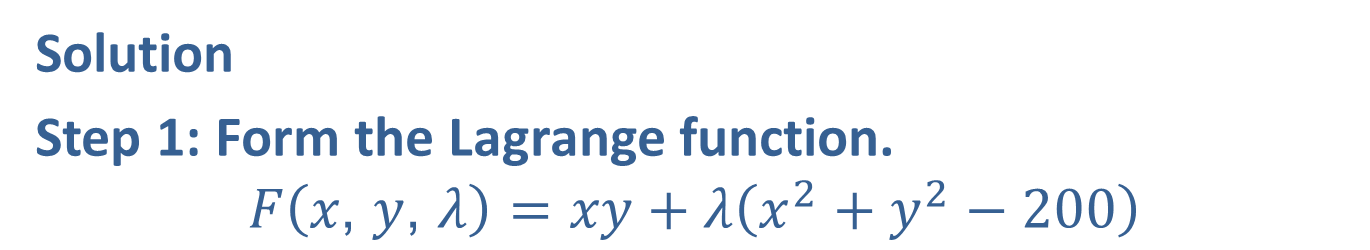 Solution
Step 1: Form the Lagrange function.
𝐹(𝑥, 𝑦, 𝜆) = 𝑥𝑦 + 𝜆(𝑥² + 𝑦² − 200)